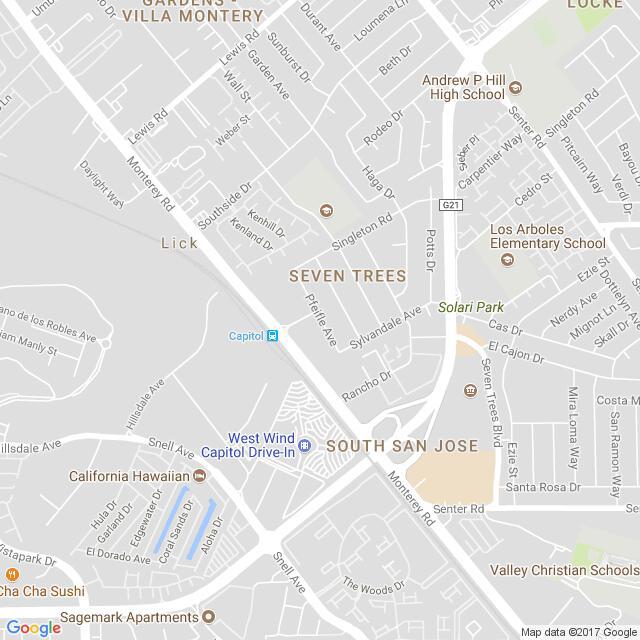 GARDENS -
VILLA MONTERY
LOCKE
Lewis Rd
Sunburst Dr
Durant Ave
Loumena Ln
Beth Dr
Garden Ave
Wall St
Weber St
Lewis Rd
Andrew P Hill
High School
Rodeo Dr
Senter Rd
Singleton Rd
Pitcairn Way
Verdi Dr
Carpentier Way
Cedro St
Haga Dr
Daylight Way
Monterey Rd
Southside Dr
Kenhill Dr
Kenland Dr
Singleton Rd
G21
Potts Dr
Los Arboles
Elementary School
Lick
SEVEN TREES
Pfeifle Ave
Sylvandale Ave
Solari Park
Cas Dr
El Cajon Dr
Ezie St
Dottielyn Ave
Nerdy Ave
Mignot Ln
Skall Dr
Capitol
Hillsdale Ave
Rancho Dr
Seven Trees Blvd
Ezie St
Mira Loma Way
San Ramon Way
Costa M
West Wind
Capitol Drive-In
SOUTH SAN JOSE
Snell Ave
California Hawaiian
Hula Dr
Garland Dr
Edgewater Dr
Coral Sands Dr
Aloha Dr
El Dorado Ave
Monterey Rd
Santa Rosa Dr
Senter Rd
Snell Ave
The Woods Dr
Valley Christian Schools
Cha Cha Sushi
Sagemark Apartments
Google
Map data ©2017 Google